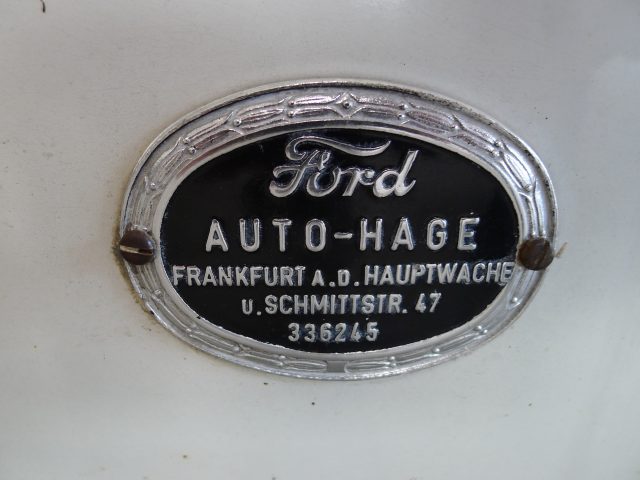 Ford
AUTO-HAGE
FRANKFURT A.D. HAUPTWACHE
U. SCHMITTSTR. 47
336245